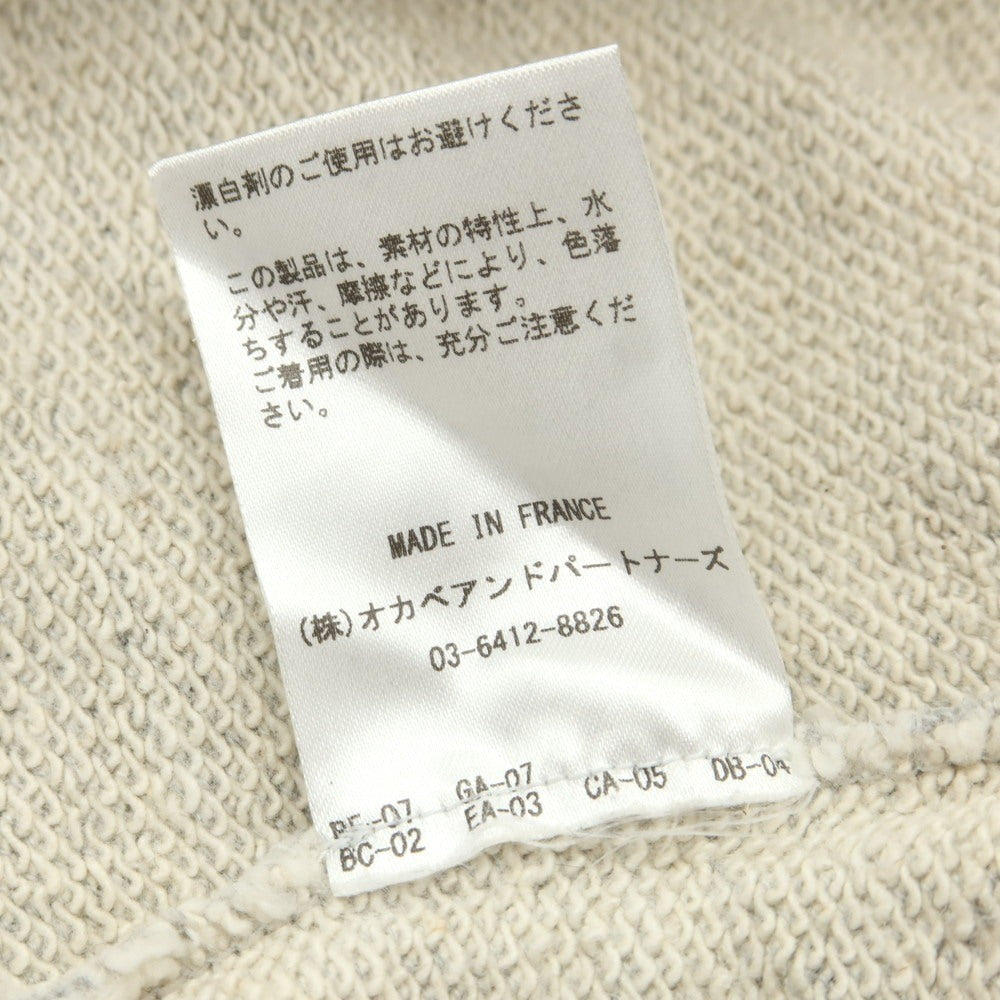 漂白剤のご使用はお避けくださ
い。
この製品は、素材の特性上、水
分や汗、摩擦などにより、色落
ちすることがあります。
ご着用の際は、充分ご注意くだ
さい。
MADE IN FRANCE
(株)オカベアンドパートナーズ
03-6412-8826
GA-07 CA-05
BC-02 EA-03